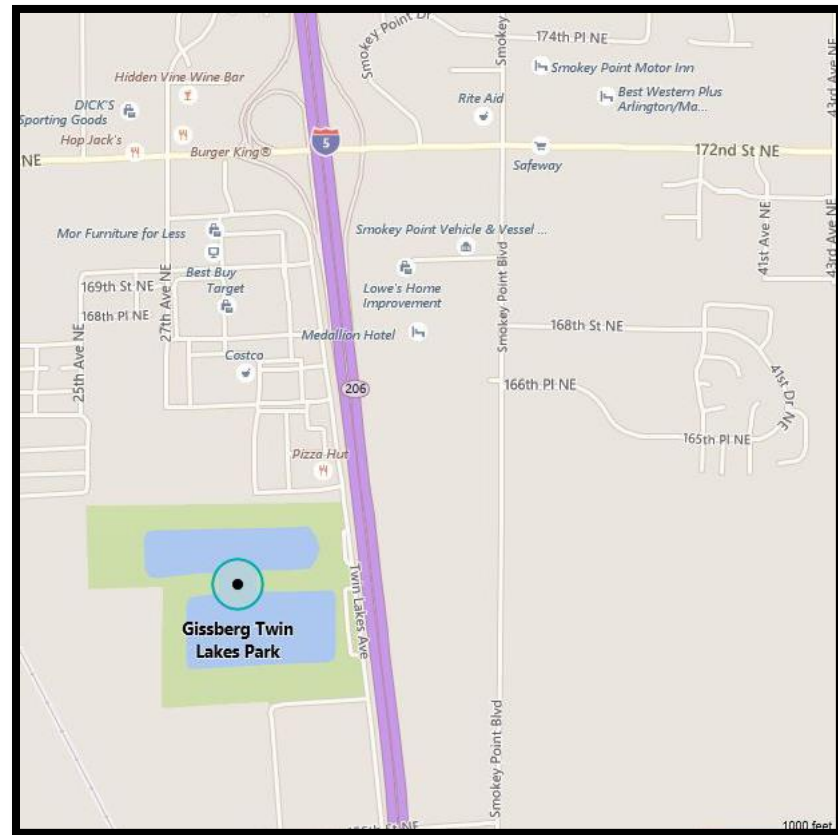 Smokey Point Dr
Smokey
174th Pl NE
43rd Ave NE
Hidden Vine Wine Bar
Smokey Point Motor Inn
DICK'S
Sporting Goods
Rite Aid
Best Western Plus
Arlington/Ma...
Hop Jack's
Burger King®
5
172nd St NE
NE
Safeway
Mor Furniture for Less
Smokey Point Vehicle & Vessel ...
41st Ave NE
43rd Ave NE
Best Buy
169th St NE
Target
27th Ave NE
Lowe's Home
Improvement
Smokey Point Blvd
168th Pl NE
Medallion Hotel
168th St NE
25th Ave NE
Costco
206
166th Pl NE
41st Dr NE
165th Pl NE
Pizza Hut
Twin Lakes Ave
Gissberg Twin
Lakes Park
Smokey Point Blvd
St NE
1000 feet